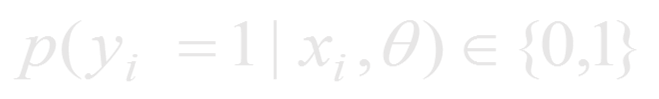 p(y_i = 1 | x_i, θ) ∈ {0,1}